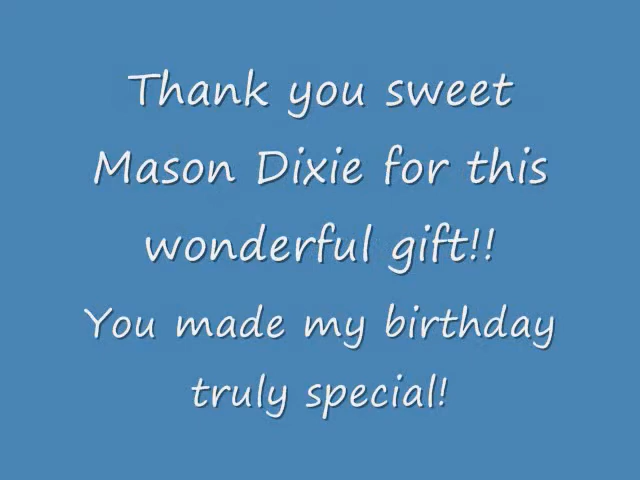 Thank you sweet
Mason Dixie for this
wonderful gift!!
You made my birthday
truly special!